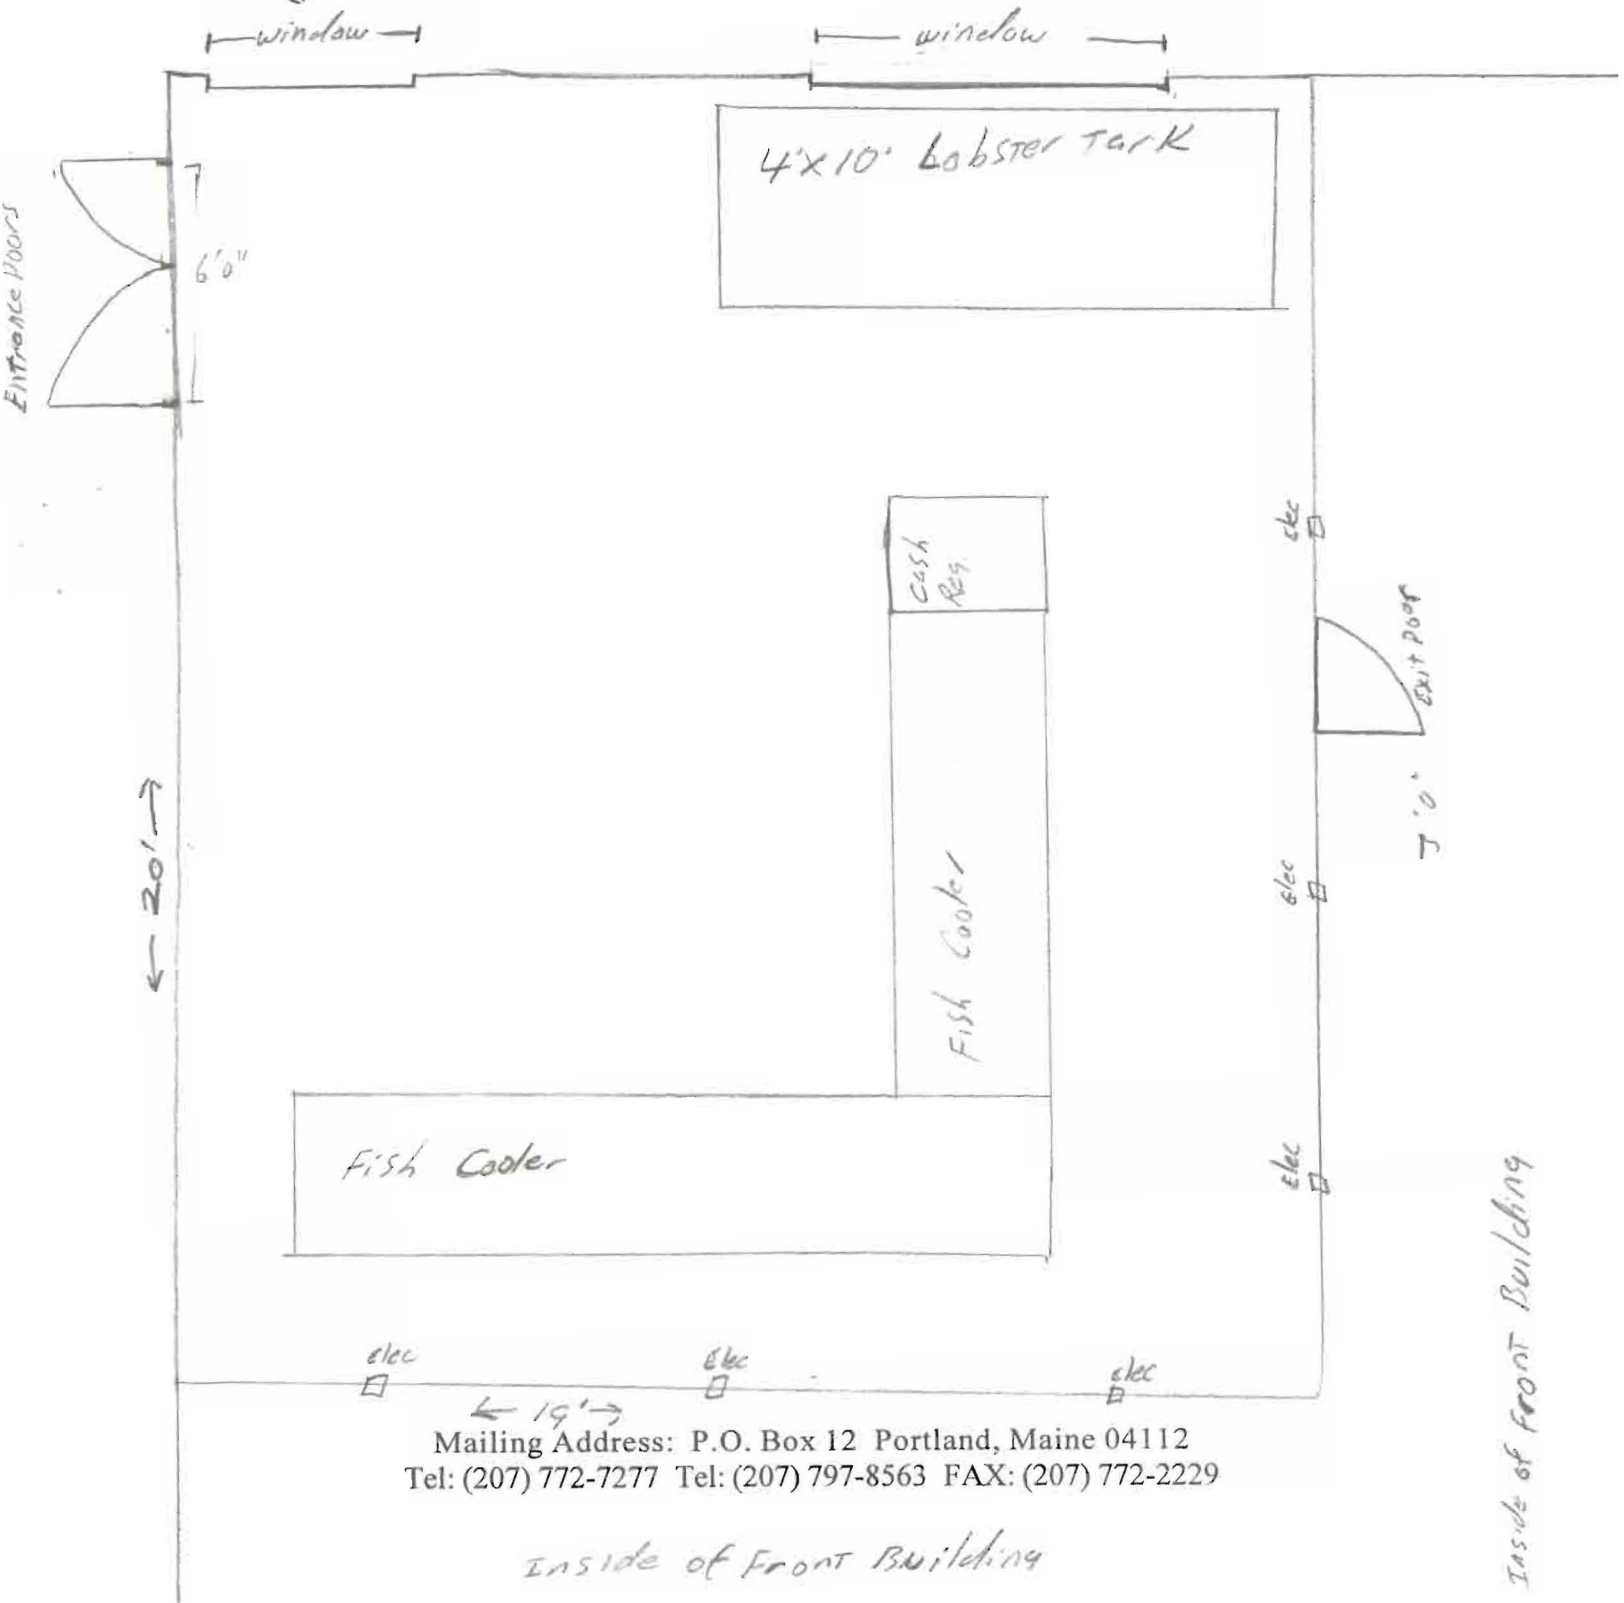 window
window
4'x10' Lobster Tank
Entrance Doors
6'0"
Cash
Reg.
Elec
Exit Door
3'0"
20'
Elec
Fish Cooler
Fish Cooler
Elec
elec
Elec
elec
19'
Mailing Address: P.O. Box 12 Portland, Maine 04112
Tel: (207) 772-7277 Tel: (207) 797-8563 FAX: (207) 772-2229
Inside of Front Building
Inside of Front Building